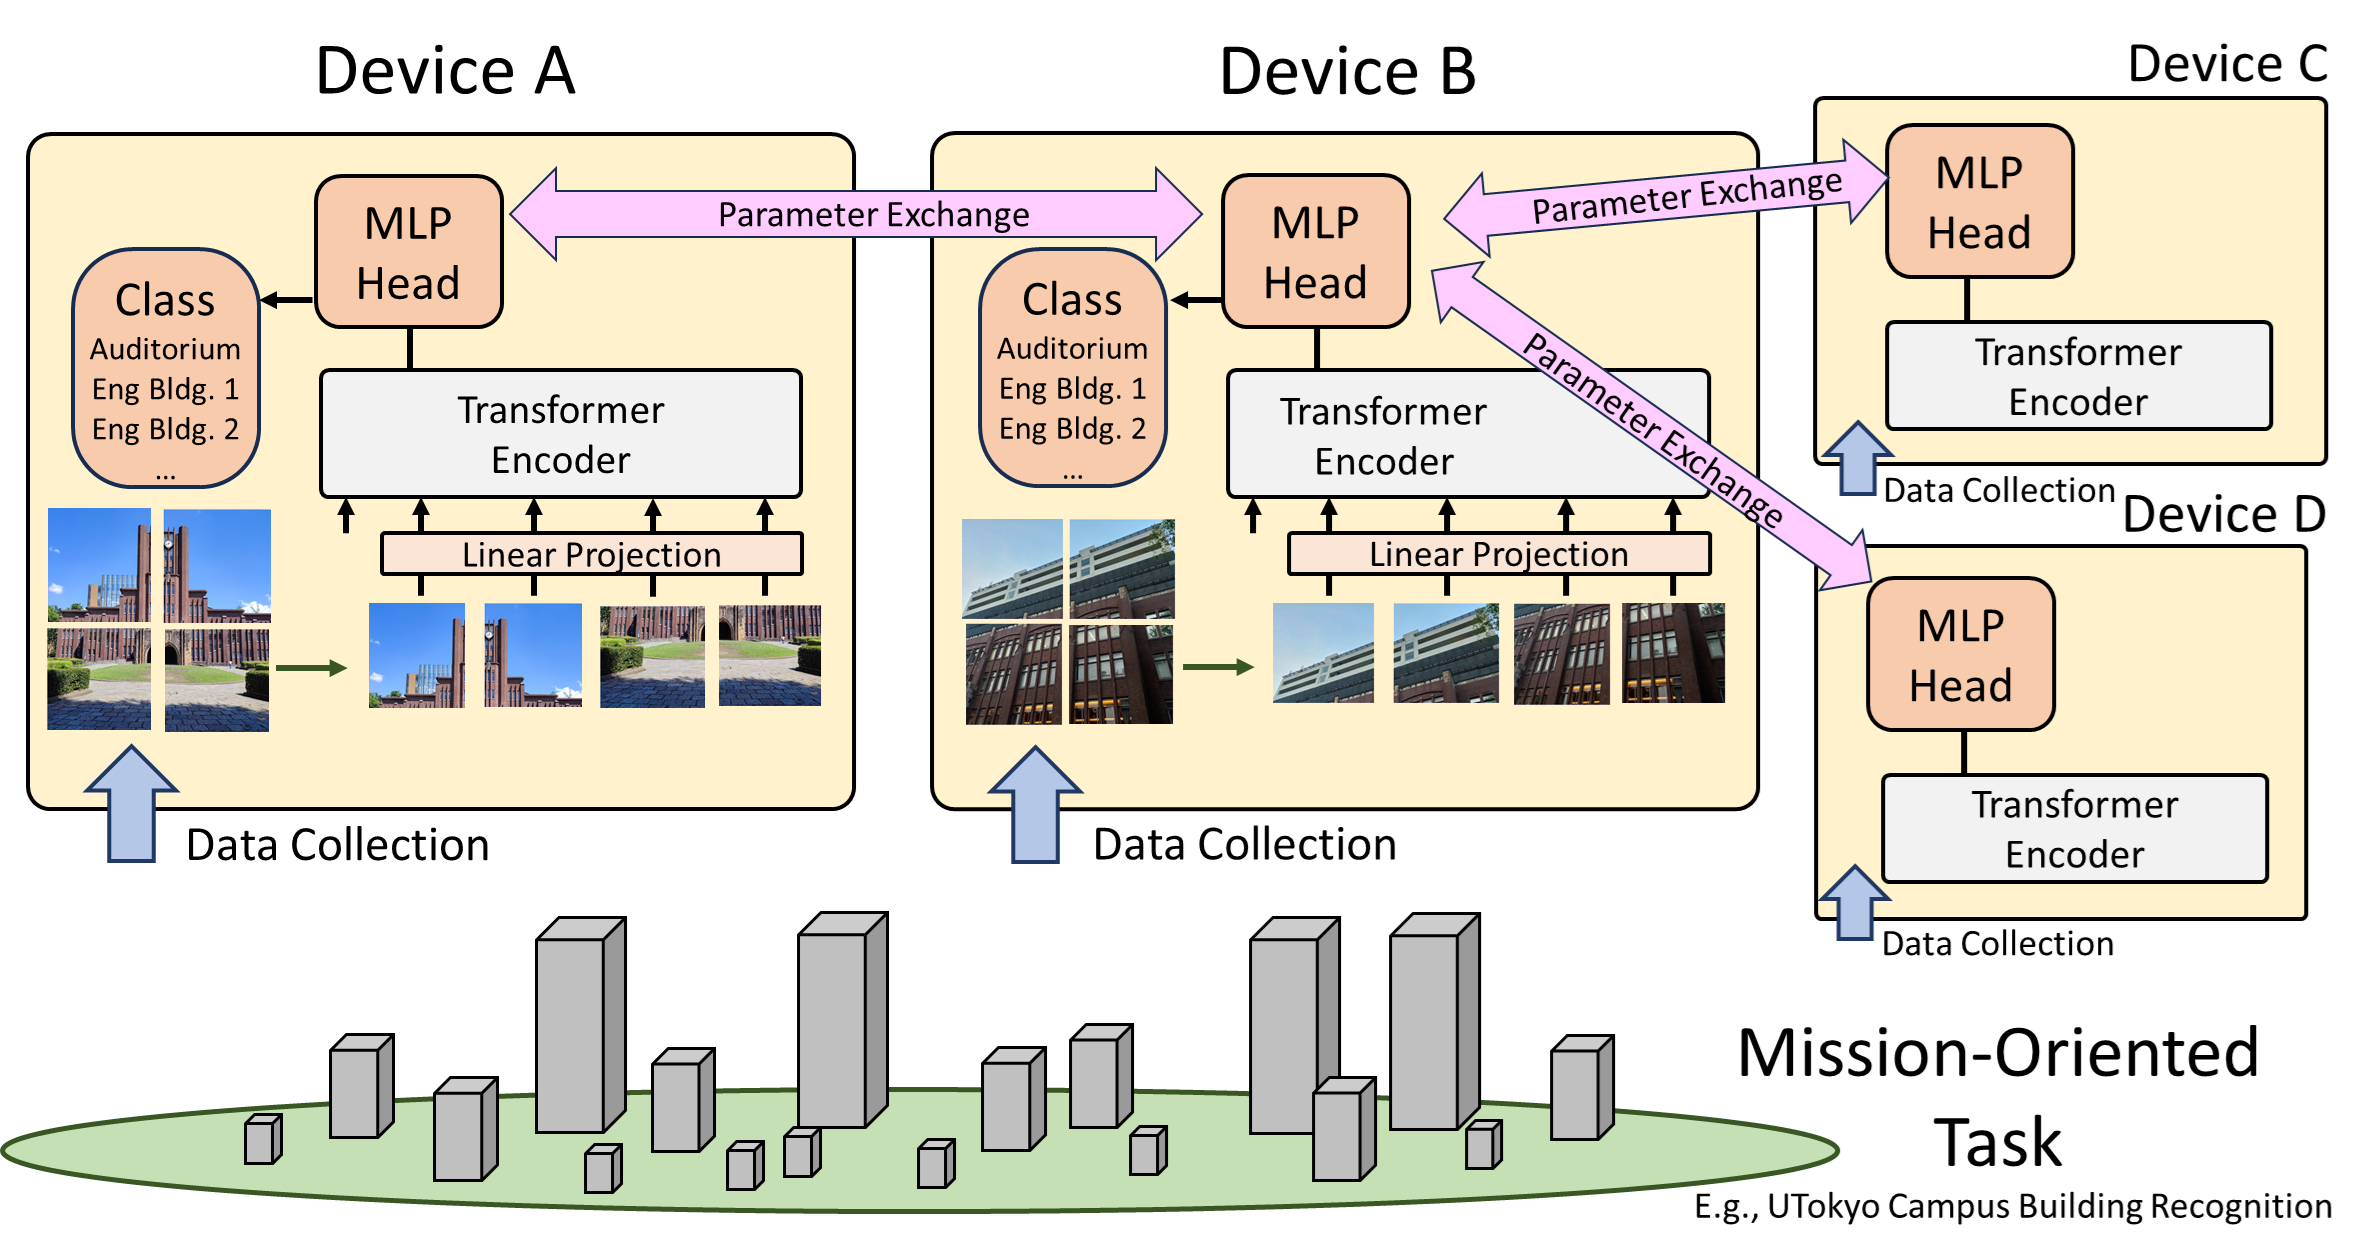 Device A
MLP
Head
Class
Auditorium
Eng Bldg. 1
Eng Bldg. 2
...
Transformer
Encoder
Linear Projection
Data Collection
Parameter Exchange
Device B
MLP
Head
Class
Auditorium
Eng Bldg. 1
Eng Bldg. 2
...
Transformer
Encoder
Linear Projection
Data Collection
Parameter Exchange
Parameter Exchange
Device C
MLP
Head
Transformer
Encoder
Data Collection
Device D
MLP
Head
Transformer
Encoder
Data Collection
Mission-Oriented
Task
E.g., UTokyo Campus Building Recognition